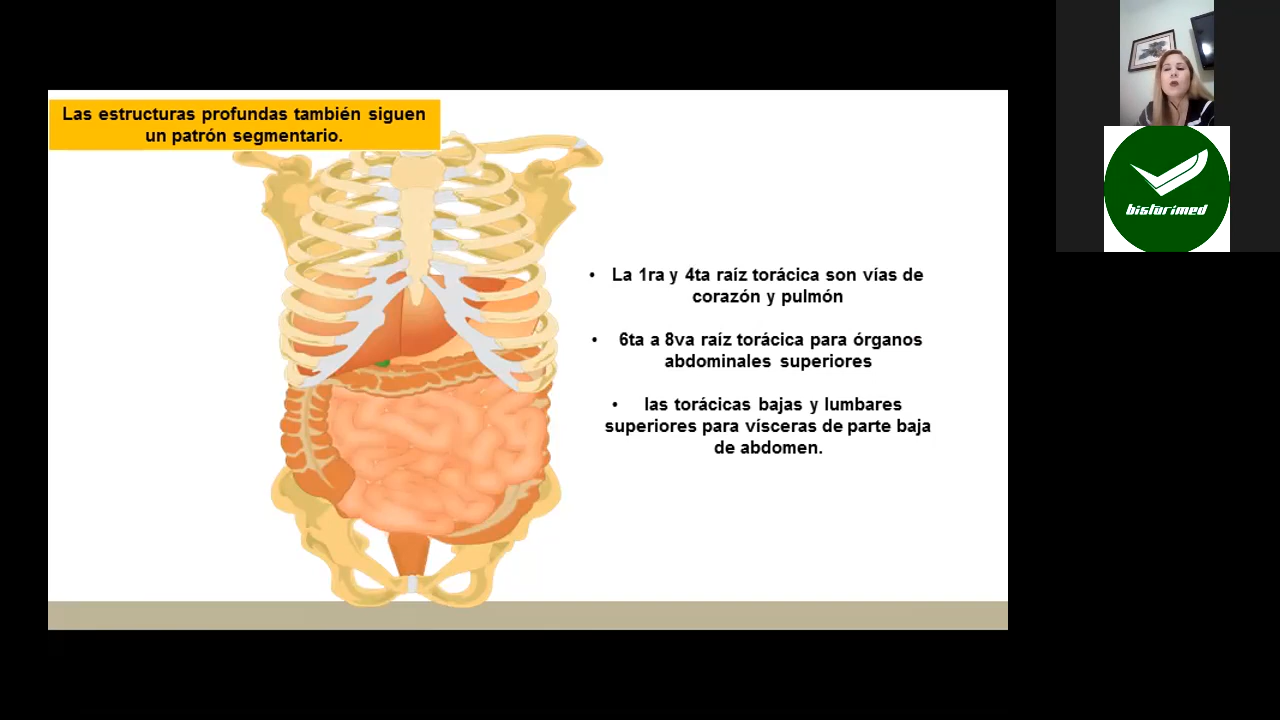 Las estructuras profundas también siguen
un patrón segmentario.
• La 1ra y 4ta raíz torácica son vías de
corazón y pulmón
• 6ta a 8va raíz torácica para órganos
abdominales superiores
• las torácicas bajas y lumbares
superiores para vísceras de parte baja
de abdomen.
bisturimed